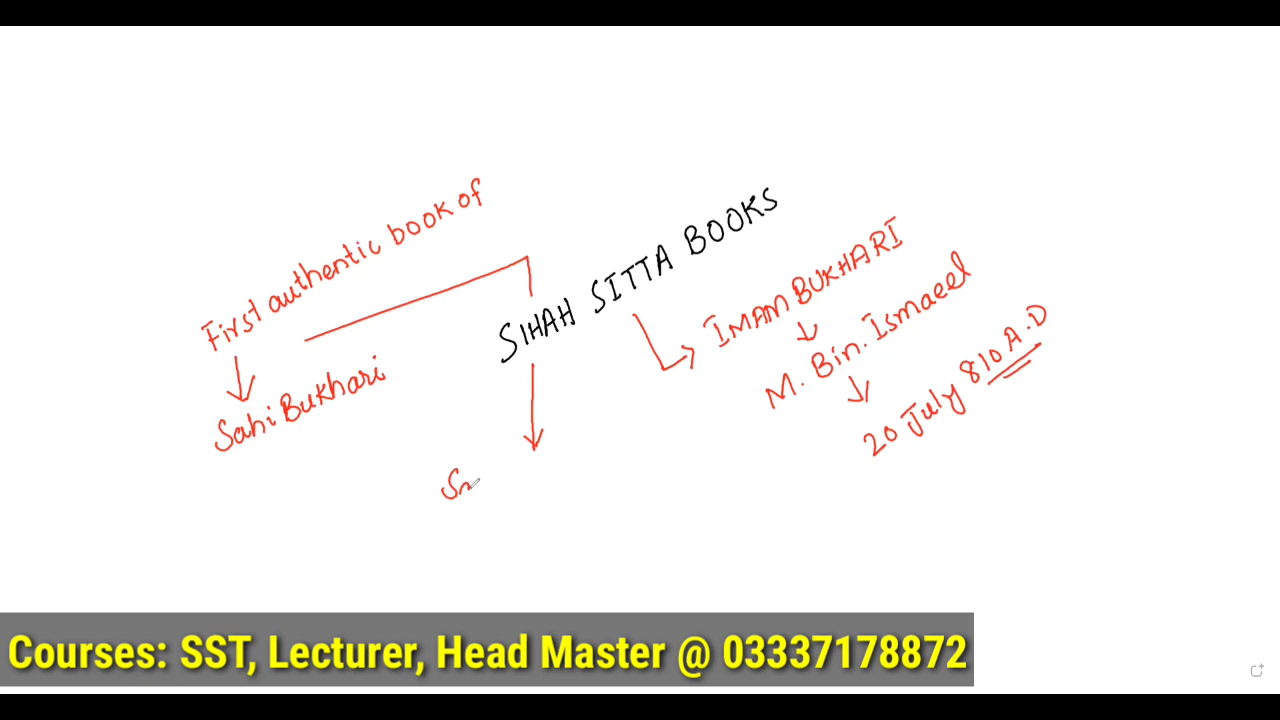 First authentic book of
Sahi Bukhari
SIHAH SITTA BOOKS
IMAM BUKHARI
M. Bin. Ismaeel
20 July 810 A.D
Courses: SST, Lecturer, Head Master @ 03337178872